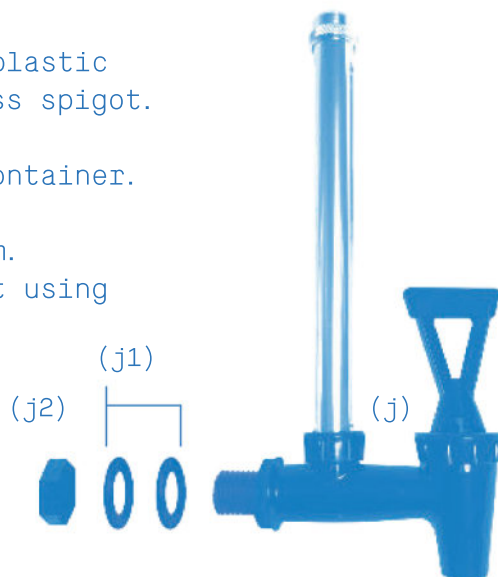 plastic
ss spigot.
ontainer.
t using
(j1)
(j2)
(j)